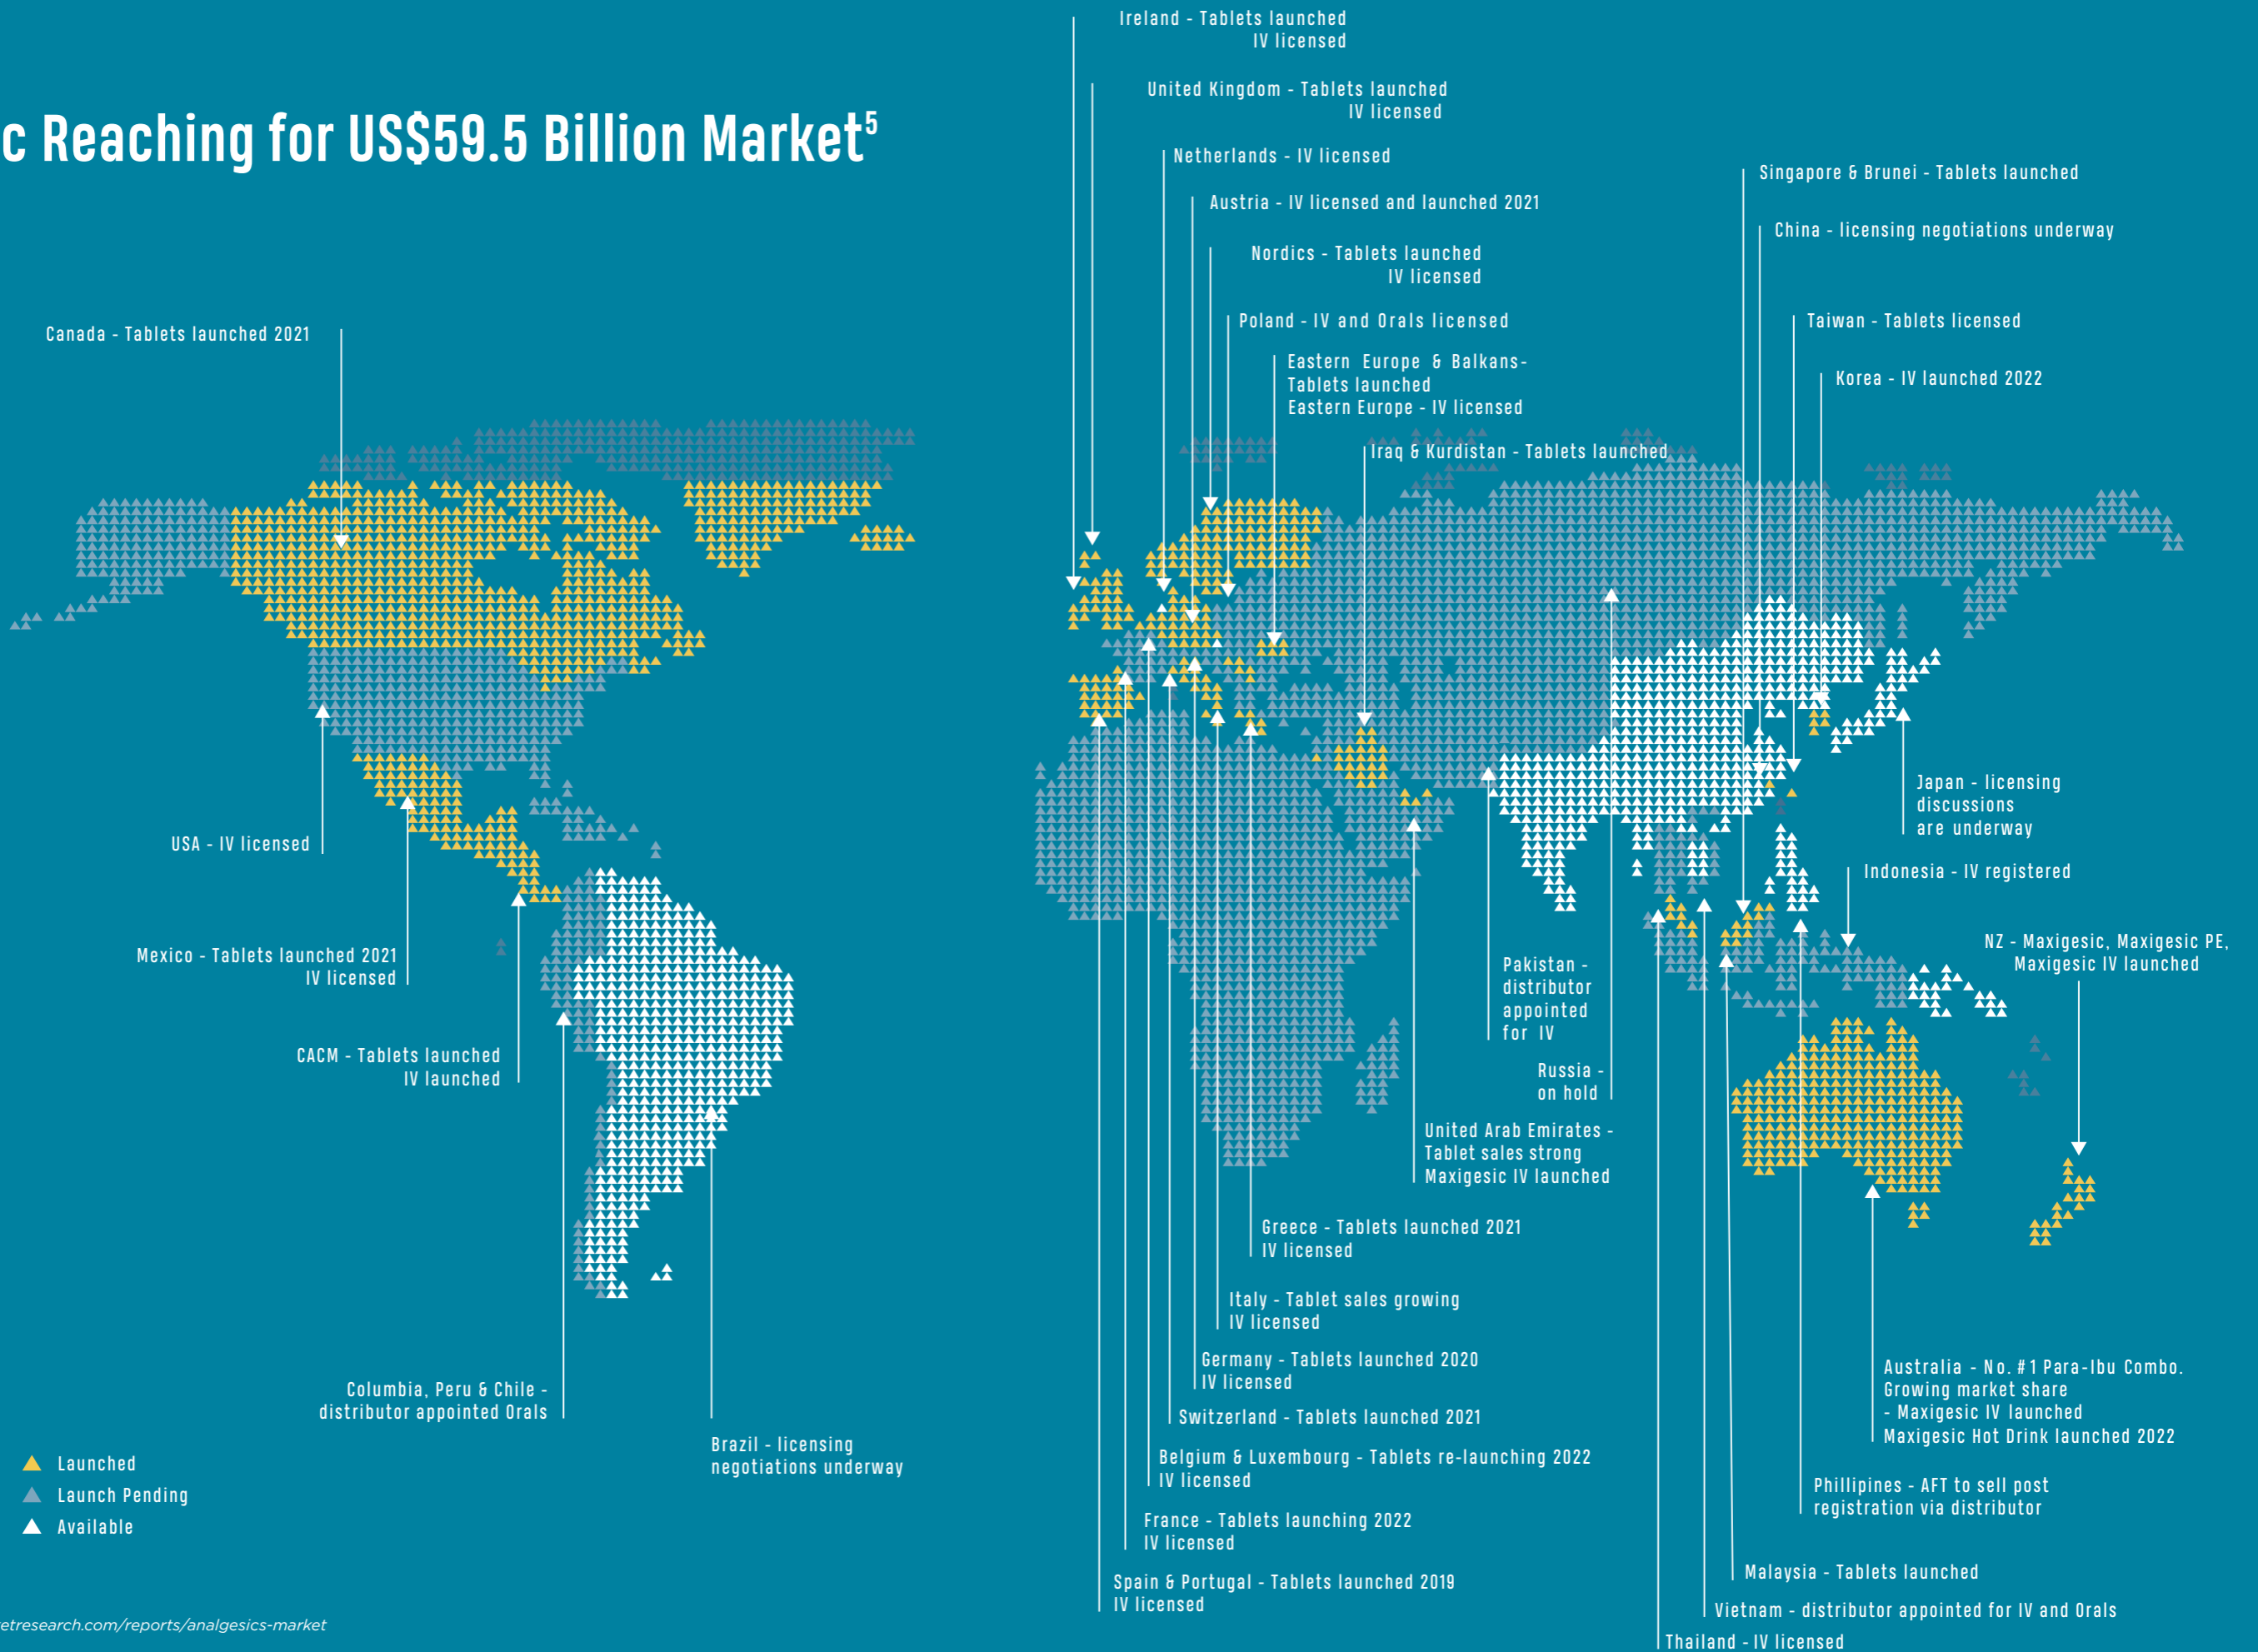 c Reaching for US$59.5 Billion Market5
Ireland - Tablets launched
IV licensed
United Kingdom - Tablets launched
IV licensed
Netherlands - IV licensed
Austria - IV licensed and launched 2021
Nordics - Tablets launched
IV licensed
Poland - IV and Orals licensed
Eastern Europe & Balkans-
Tablets launched
Eastern Europe - IV licensed
Iraq & Kurdistan - Tablets launched
Singapore & Brunei - Tablets launched
China - licensing negotiations underway
Taiwan - Tablets licensed
Korea - IV launched 2022
Canada - Tablets launched 2021
USA - IV licensed
Mexico - Tablets launched 2021
IV licensed
CACM - Tablets launched
IV launched
Columbia, Peru & Chile -
distributor appointed Orals
Brazil - licensing
negotiations underway
Japan - licensing
discussions
are underway
Indonesia - IV registered
NZ - Maxigesic, Maxigesic PE,
Maxigesic IV launched
Pakistan -
distributor
appointed
for IV
Russia -
on hold
United Arab Emirates -
Tablet sales strong
Maxigesic IV launched
Greece - Tablets launched 2021
IV licensed
Italy - Tablet sales growing
IV licensed
Germany - Tablets launched 2020
IV licensed
Switzerland - Tablets launched 2021
Belgium & Luxembourg - Tablets re-launching 2022
IV licensed
France - Tablets launching 2022
IV licensed
Spain & Portugal - Tablets launched 2019
IV licensed
Australia - No. #1 Para-Ibu Combo.
Growing market share
- Maxigesic IV launched
Maxigesic Hot Drink launched 2022
Phillipines - AFT to sell post
registration via distributor
Malaysia - Tablets launched
Vietnam - distributor appointed for IV and Orals
Thailand - IV licensed
Launched
Launch Pending
Available
etresearch.com/reports/analgesics-market